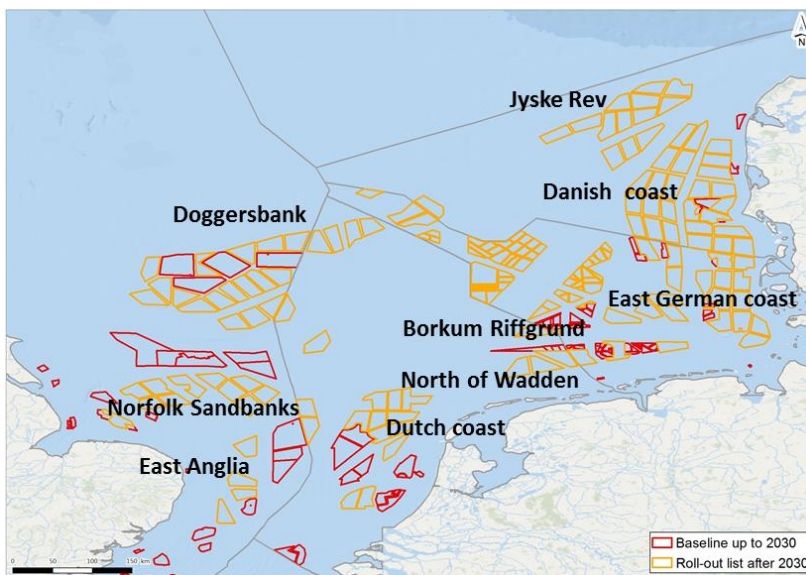 N
Jyske Rev
Danish coast
Doggersbank
East German coast
Borkum Riffgrund
North of Wadden
Norfolk Sandbanks
Dutch coast
East Anglia
Baseline up to 2030
Roll-out list after 2030
0 50 100 150 km